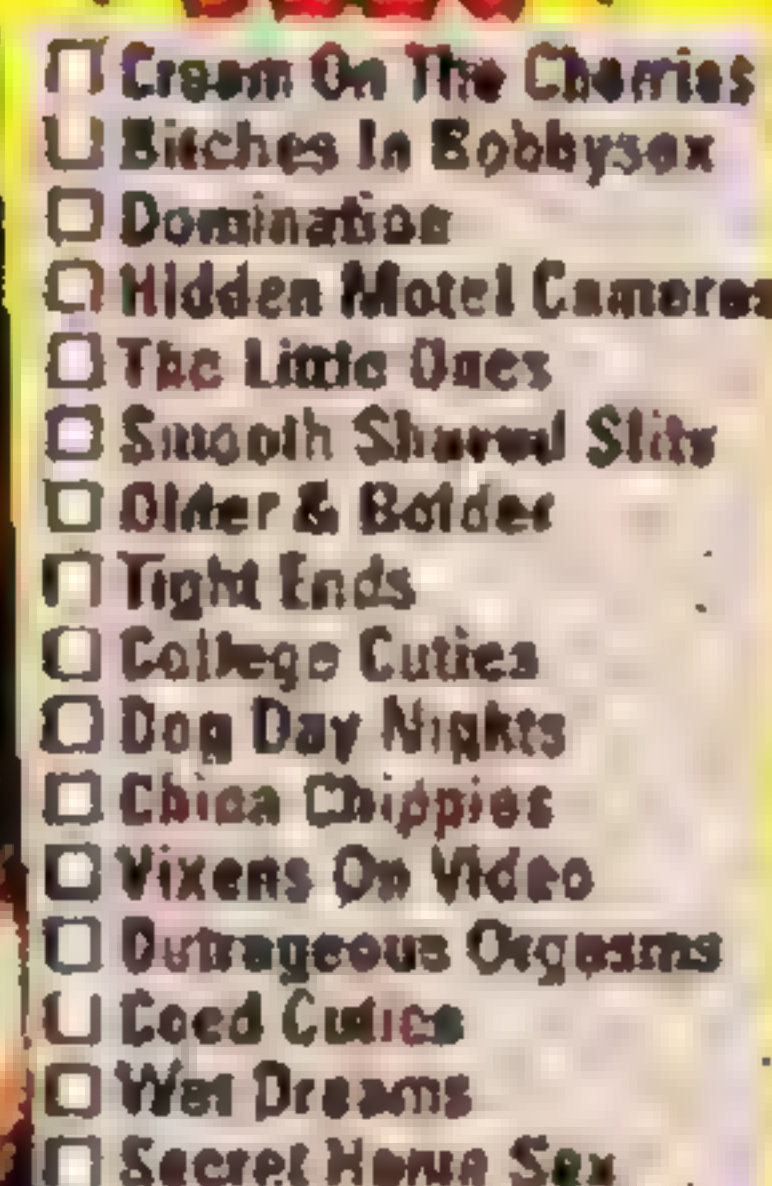 Cream On The Cherries
Bitches In Bobbysox
Domination
Hidden Motel Cameras
The Little Ones
Smooth Shaved Slits
Older & Bolder
Tight Ends
College Cuties
Dog Day Nights
China Chippies
Vixens On Video
Outrageous Orgasms
Coed Cuties
Wet Dreams
Secret Home Sex